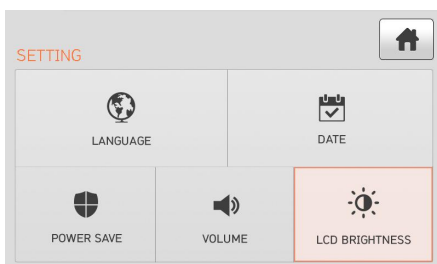 SETTING
LANGUAGE
DATE
POWER SAVE
VOLUME
LCD BRIGHTNESS